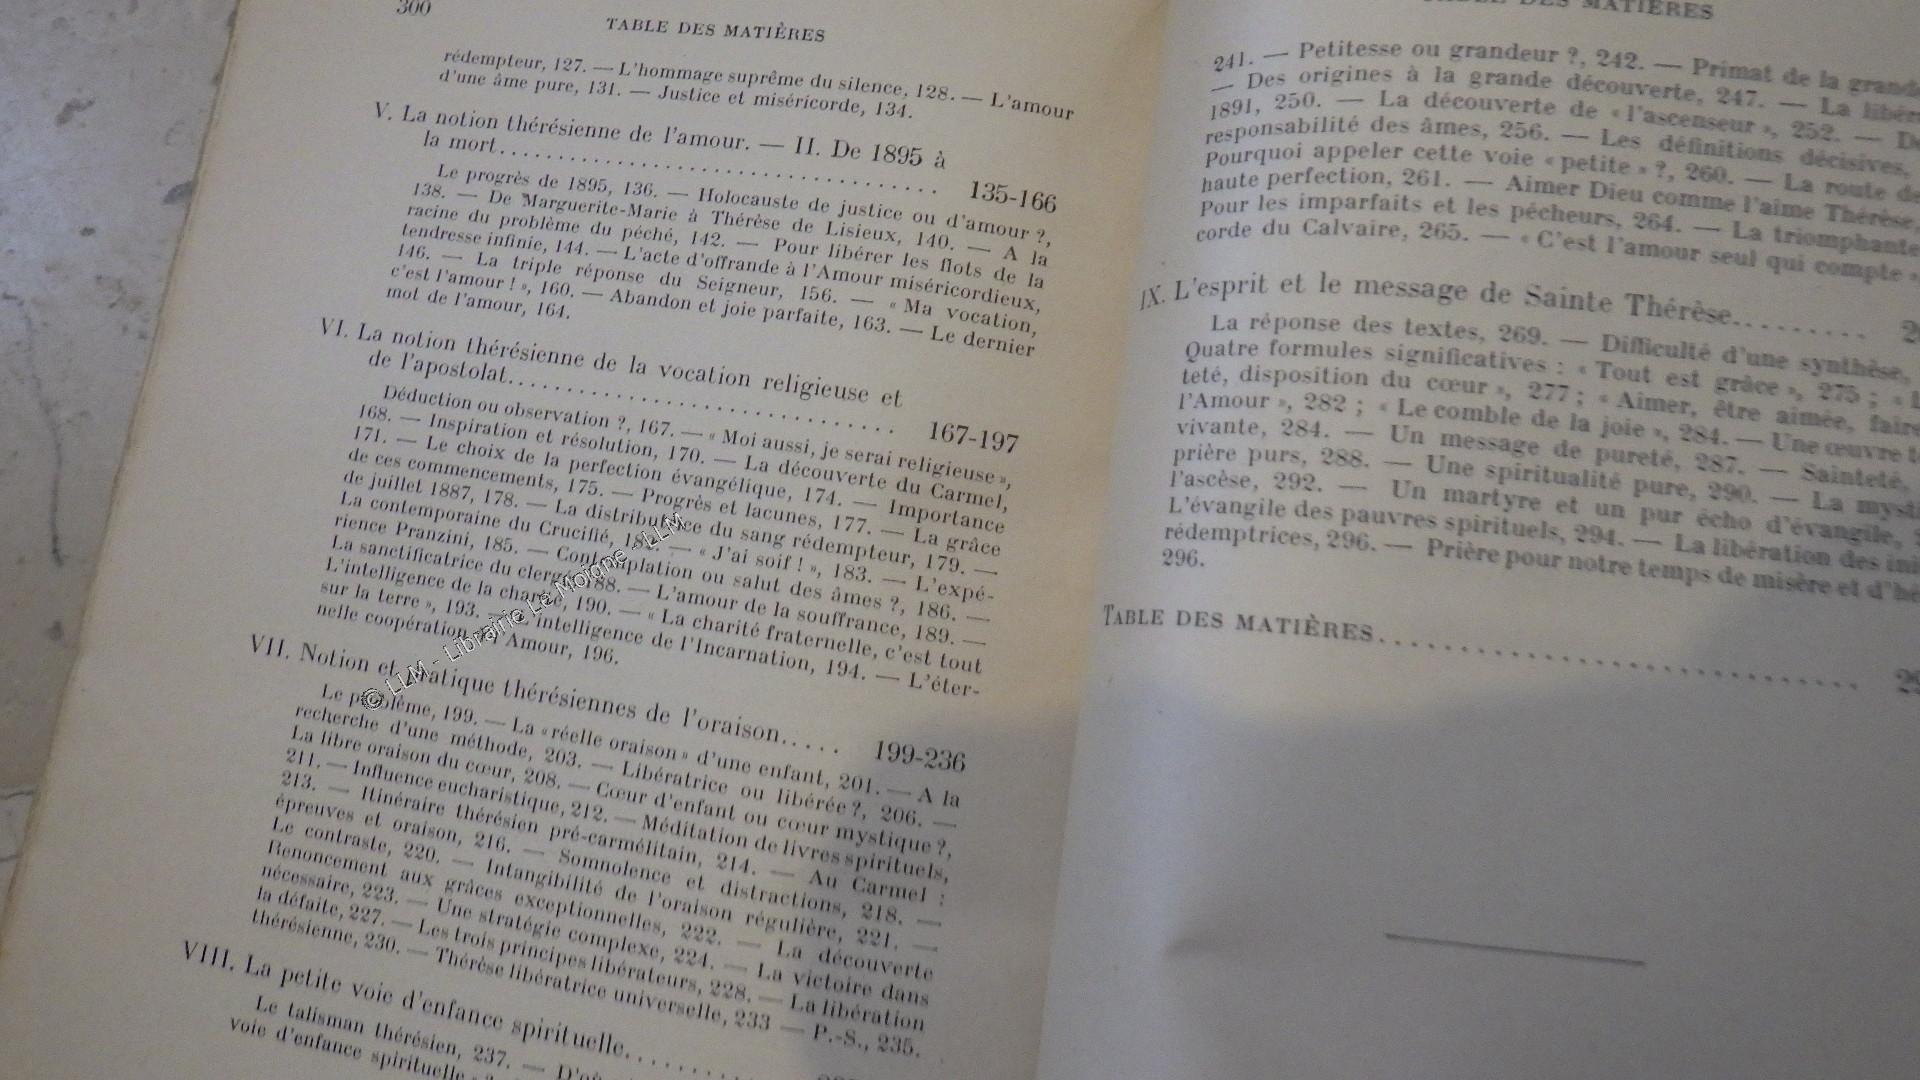 300
TABLE DES MATIÈRES
rédempteur, 127. — L'hommage suprême du silence, 128. — L'amour
d'une âme pure, 131. — Justice et miséricorde, 134.
V. La notion thérésienne de l'amour. — II. De 1895 à
la mort........................................ 135-166
Le progrès de 1895, 136. — Holocauste de justice ou d'amour ?,
138. — De Marguerite-Marie à Thérèse de Lisieux, 140. — A la
racine du problème du péché, 142. — Pour libérer les flots de la
tendresse infinie, 144. — L'acte d'offrande à l'Amour miséricordieux,
146. — La triple réponse du Seigneur, 156. — « Ma vocation,
c'est l'amour ! », 160. — Abandon et joie parfaite, 163. — Le dernier
mot de l'amour, 164.
VI. La notion thérésienne de la vocation religieuse et
de l'apostolat................................... 167-197
Déduction ou observation ?, 167. — « Moi aussi, je serai religieuse »,
168. — Inspiration et résolution, 170. — La découverte du Carmel,
171. — Le choix de la perfection évangélique, 174. — Importance
de ces commencements, 175. — Progrès et lacunes, 177. — La grâce
de juillet 1887, 178. — La distributrice du sang rédempteur, 179. —
La contemporaine du Crucifié, 182. — « J'ai soif ! », 183. — L'expé-
rience Pranzini, 185. — Contemplation ou salut des âmes ?, 186. —
La sanctificatrice du clergé, 188. — L'amour de la souffrance, 189. —
L'intelligence de la charité, 190. — « La charité fraternelle, c'est tout
sur la terre », 193. — L'intelligence de l'Incarnation, 194. — L'éter-
nelle coopération à l'Amour, 196.
VII. Notion et pratique thérésiennes de l'oraison..... 199-236
Le problème, 199. — La « réelle oraison » d'une enfant, 201. — A la
recherche d'une méthode, 203. — Libératrice ou libérée ?, 206. —
La libre oraison du cœur, 208. — Cœur d'enfant ou cœur mystique ?,
211. — Influence eucharistique, 212. — Méditation de livres spirituels,
213. — Itinéraire thérésien pré-carmélitain, 214. — Au Carmel :
épreuves et oraison, 216. — Somnolence et distractions, 218. —
Le contraste, 220. — Intangibilité de l'oraison régulière, 221. —
Renoncement aux grâces exceptionnelles, 222. — La découverte
nécessaire, 223. — Une stratégie complexe, 224. — La victoire dans
la défaite, 227. — Les trois principes libérateurs, 228. — La libération
thérésienne, 230. — Thérèse libératrice universelle, 233 — P.-S., 235.
VIII. La petite voie d'enfance spirituelle.........
Le talisman thérésien, 237. — D'où
voie d'enfance spirituelle
© LLM - Librairie Le Moigne - LLM
TABLE DES MATIÈRES
241. — Petitesse ou grandeur ?, 242. — Primat de la
— Des origines à la grande découverte, 247. — La
1891, 250. — La découverte de « l'ascenseur », 252. —
responsabilité des âmes, 256. — Les définitions décisives,
Pourquoi appeler cette voie « petite » ?, 260. — La route
haute perfection, 261. — Aimer Dieu comme l'aime Thérèse,
Pour les imparfaits et les pécheurs, 264. — La triomphante
corde du Calvaire, 265. — « C'est l'amour seul qui compte »
IX. L'esprit et le message de Sainte Thérèse..........
La réponse des textes, 269. — Difficulté d'une synthèse,
Quatre formules significatives : « Tout est grâce », 275 ; «
teté, disposition du cœur », 277 ; « Aimer, être aimée, faire
l'Amour », 282 ; « Le comble de la joie », 284. — Une œuvre
vivante, 284. — Un message de pureté, 287. — Sainteté,
prière purs, 288. — Une spiritualité pure, 290. — La
l'ascèse, 292. — Un martyre et un pur écho d'évangile,
L'évangile des pauvres spirituels, 294. — La libération des
rédemptrices, 296. — Prière pour notre temps de misère et
296.
TABLE DES MATIÈRES..............................